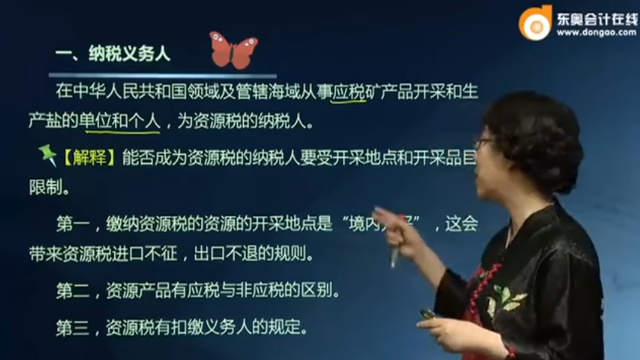 东奥会计在线
www.dongao.com
一、纳税义务人
在中华人民共和国领域及管辖海域从事应税矿产品开采和生
产盐的单位和个人，为资源税的纳税人。
【解释】能否成为资源税的纳税人要受开采地点和开采品目
限制。
第一，缴纳资源税的资源的开采地点是“境内”，这会
带来资源税进口不征，出口不退的规则。
第二，资源产品有应税与非应税的区别。
第三，资源税有扣缴义务人的规定。